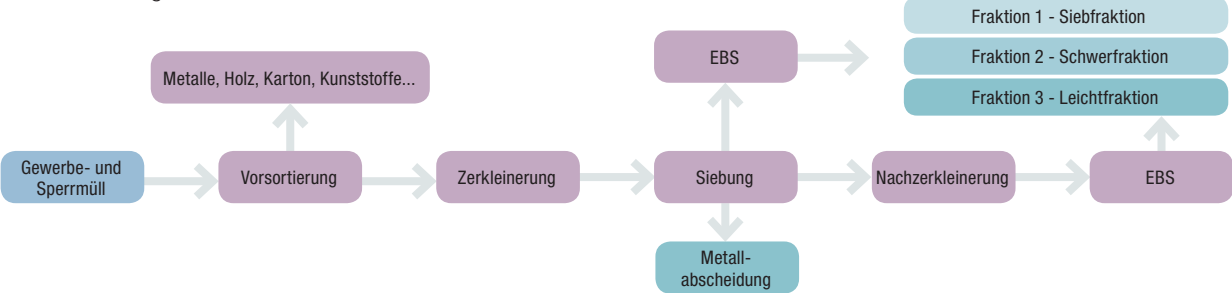 Fraktion 1 - Siebfraktion
EBS
Fraktion 2 - Schwerfraktion
Metalle, Holz, Karton, Kunststoffe...
Fraktion 3 - Leichtfraktion
Gewerbe- und
Sperrmüll
Vorsortierung
Zerkleinerung
Siebung
Nachzerkleinerung
EBS
Metall-
abscheidung